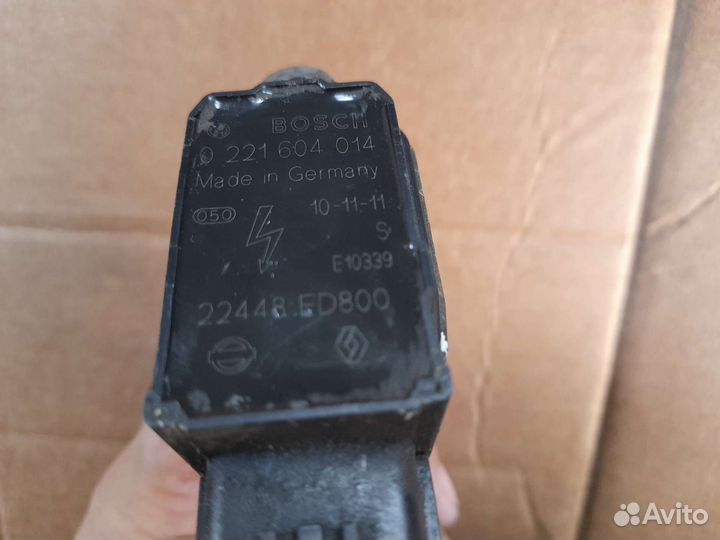 BOSCH
0 221 604 014
Made in Germany
050 10-11-11
S
E10339
22448 ED800
Avito